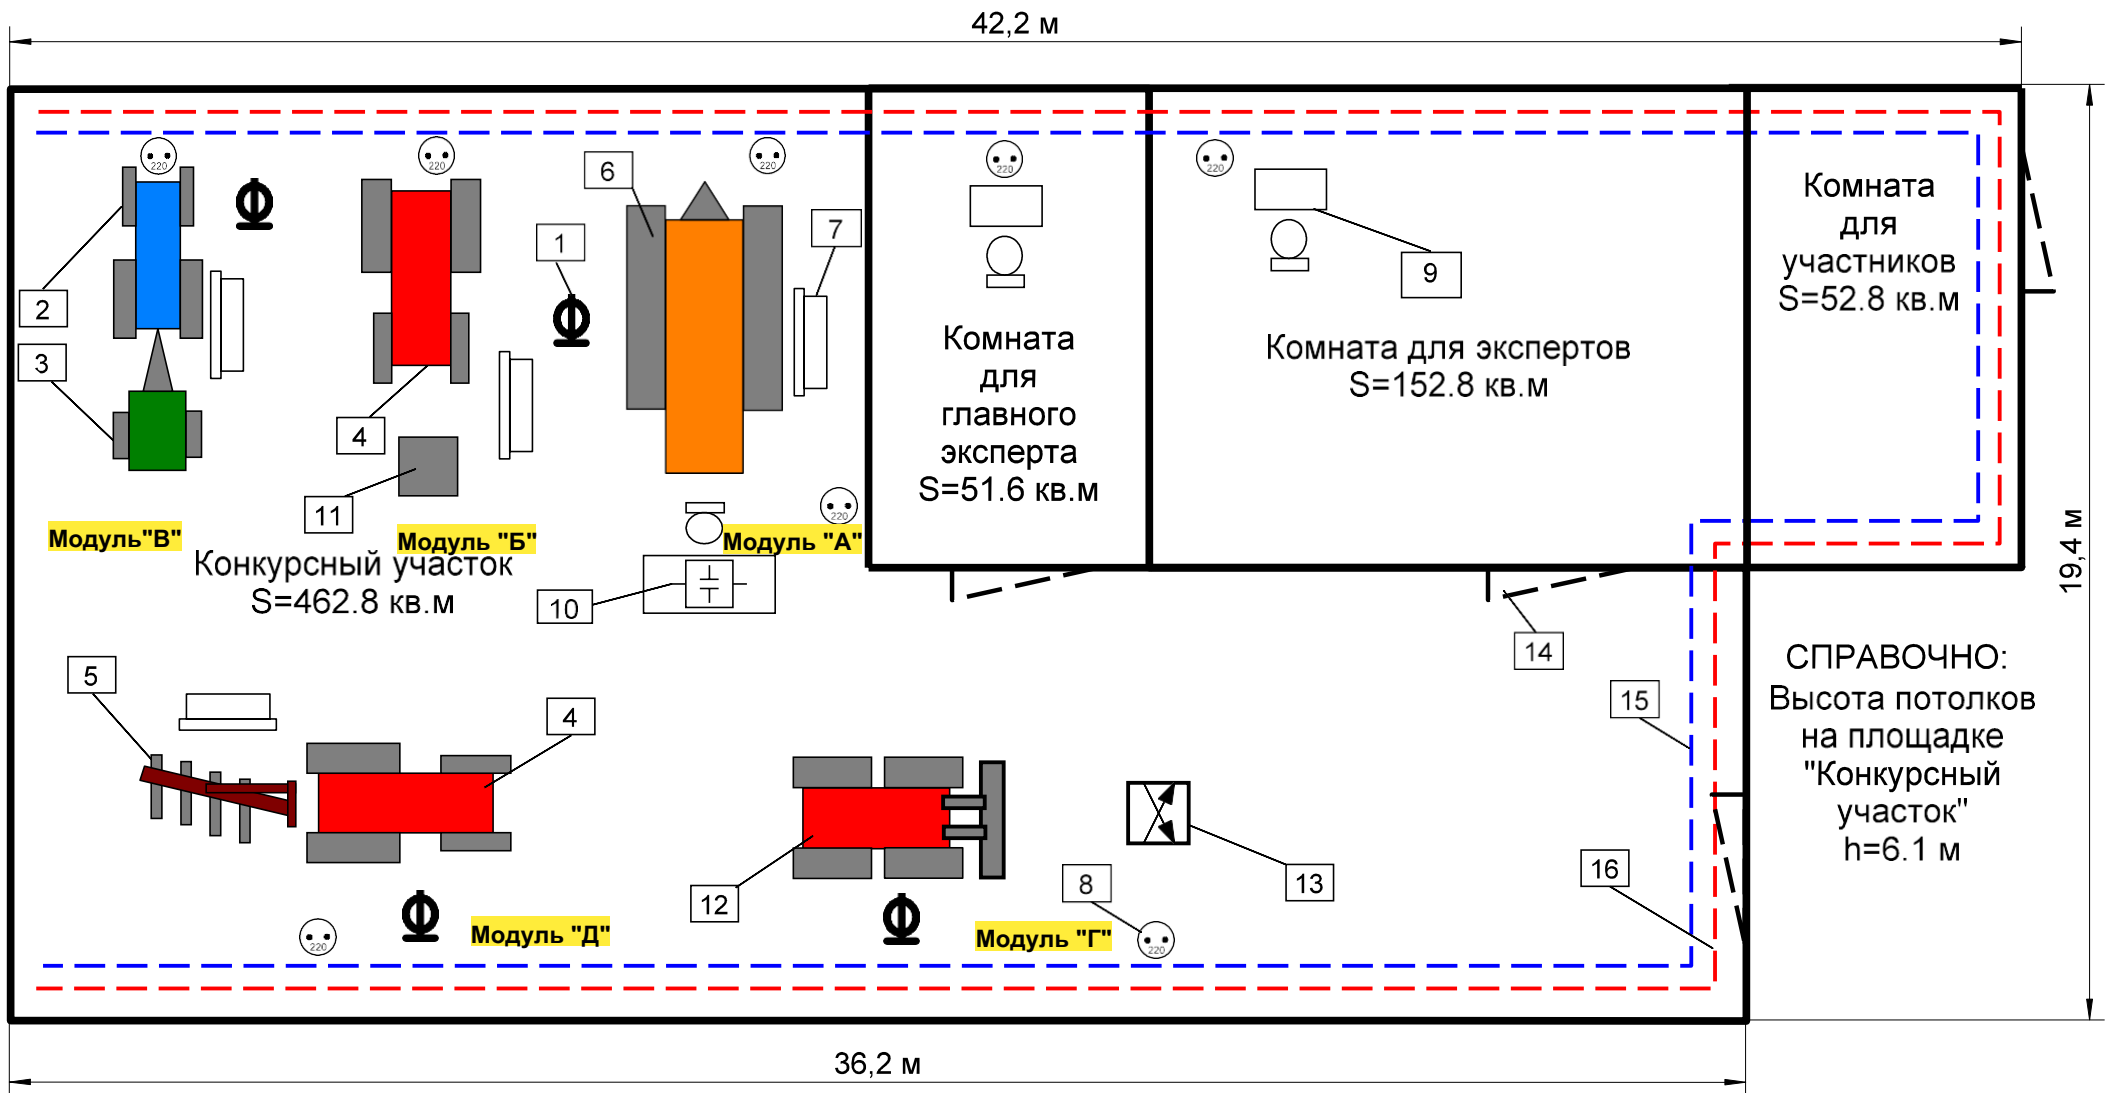 42,2 м
220
220
220
220
220
6
7
1
9
2
3
4
11
Комната
для
участников
S=52.8 кв.м
Комната
для
главного
эксперта
S=51.6 кв.м
Комната для экспертов
S=152.8 кв.м
220
Модуль"В"
Модуль "Б"
Модуль "А"
Конкурсный участок
S=462.8 кв.м
10
14
19,4 м
5
4
15
СПРАВОЧНО:
Высота потолков
на площадке
"Конкурсный
участок"
h=6.1 м
12
8
13
16
220
Модуль "Д"
Модуль "Г"
220
36,2 м